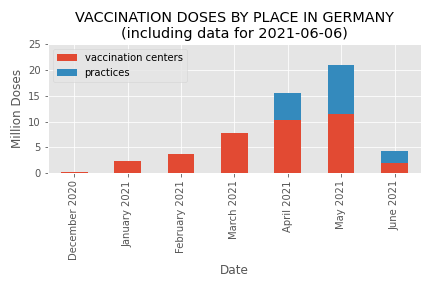 VACCINATION DOSES BY PLACE IN GERMANY
(including data for 2021-06-06)
Million Doses
25
20
15
10
5
0
vaccination centers
practices
December 2020
January 2021
February 2021
March 2021
April 2021
May 2021
June 2021
Date